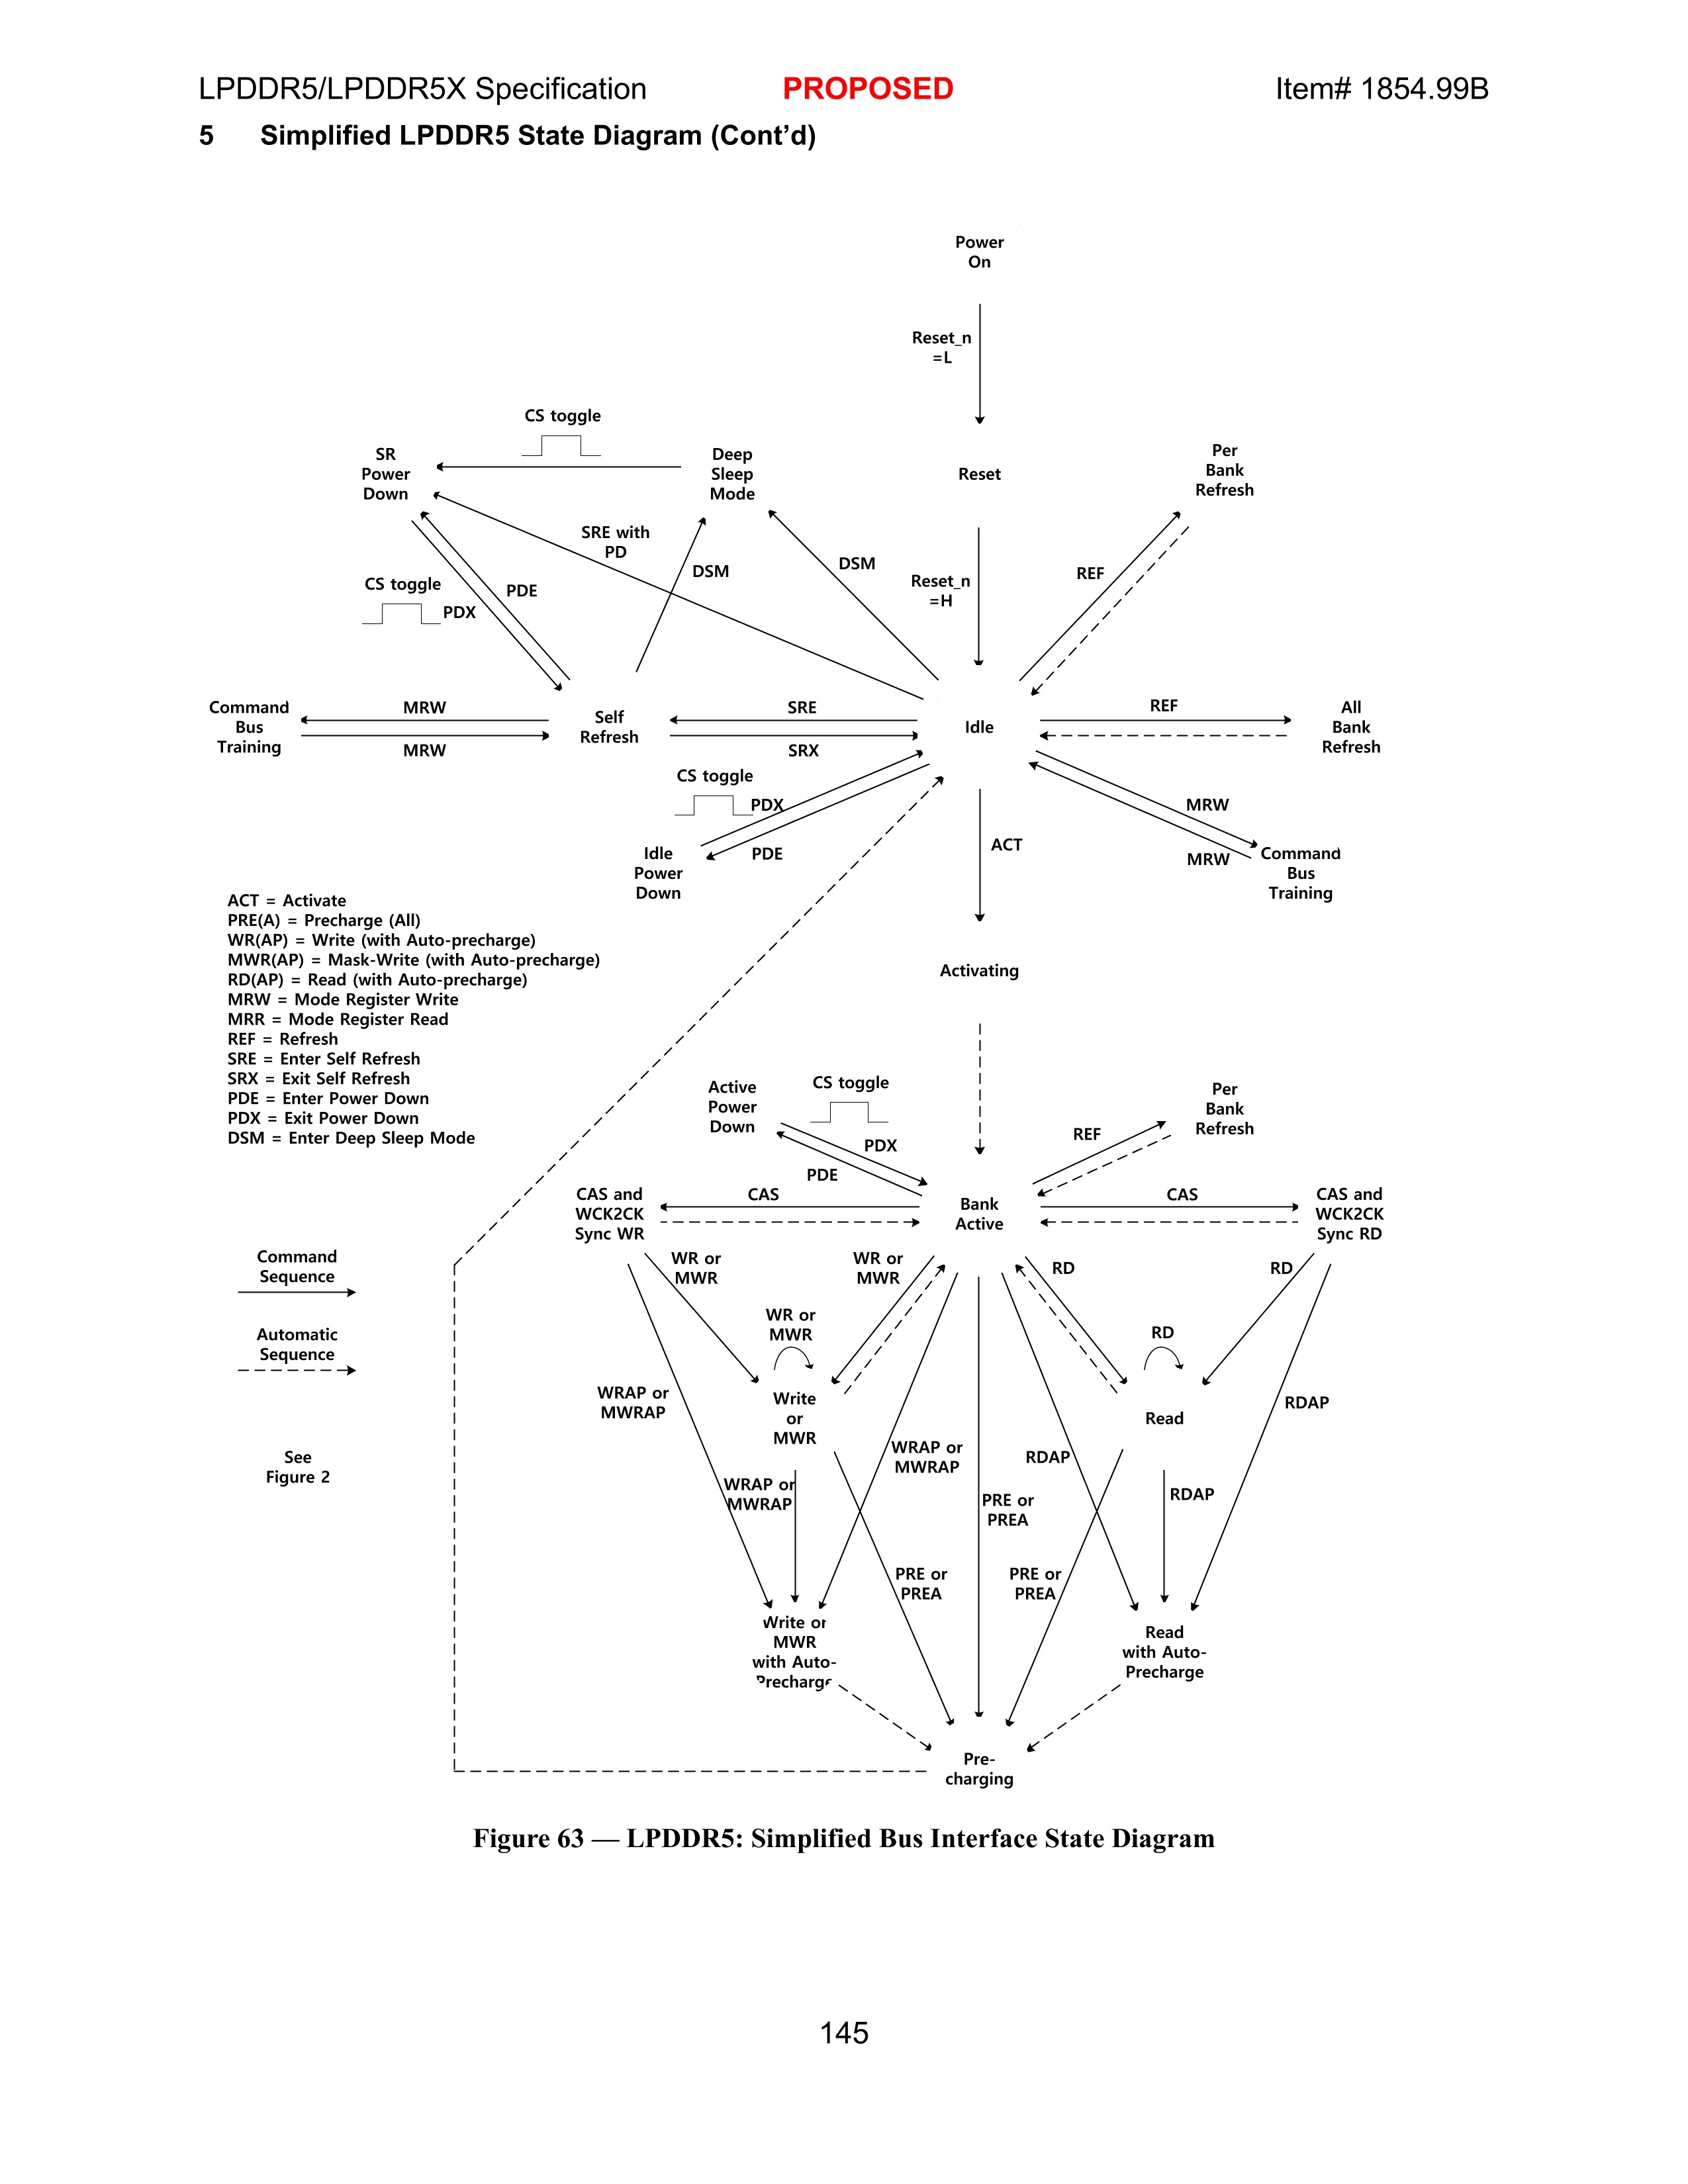 LPDDR5/LPDDR5X Specification PROPOSED Item# 1854.99B
5 Simplified LPDDR5 State Diagram (Cont’d)
Power
On
Reset_n
=L
CS toggle
SR
Power
Down
Deep
Sleep
Mode
Reset
Per
Bank
Refresh
SRE with
PD
DSM
DSM
Reset_n
=H
REF
CS toggle
PDX
PDE
Command
Bus
Training
MRW
MRW
Self
Refresh
SRE
SRX
Idle
REF
All
Bank
Refresh
CS toggle
PDX
PDE
Idle
Power
Down
ACT
MRW
MRW
Command
Bus
Training
ACT = Activate
PRE(A) = Precharge (All)
WR(AP) = Write (with Auto-precharge)
MWR(AP) = Mask-Write (with Auto-precharge)
RD(AP) = Read (with Auto-precharge)
MRW = Mode Register Write
MRR = Mode Register Read
REF = Refresh
SRE = Enter Self Refresh
SRX = Exit Self Refresh
PDE = Enter Power Down
PDX = Exit Power Down
DSM = Enter Deep Sleep Mode
Activating
Active
Power
Down
CS toggle
PDX
PDE
REF
Per
Bank
Refresh
CAS and
WCK2CK
Sync WR
CAS
Bank
Active
CAS
CAS and
WCK2CK
Sync RD
Command
Sequence
Automatic
Sequence
See
Figure 2
WR or
MWR
WR or
MWR
RD
RD
WR or
MWR
RD
WRAP or
MWRAP
Write
or
MWR
Read
RDAP
WRAP or
MWRAP
WRAP or
MWRAP
PRE or
PREA
RDAP
RDAP
PRE or
PREA
PRE or
PREA
Write or
MWR
with Auto-
Precharge
Read
with Auto-
Precharge
Pre-
charging
Figure 63 — LPDDR5: Simplified Bus Interface State Diagram
145